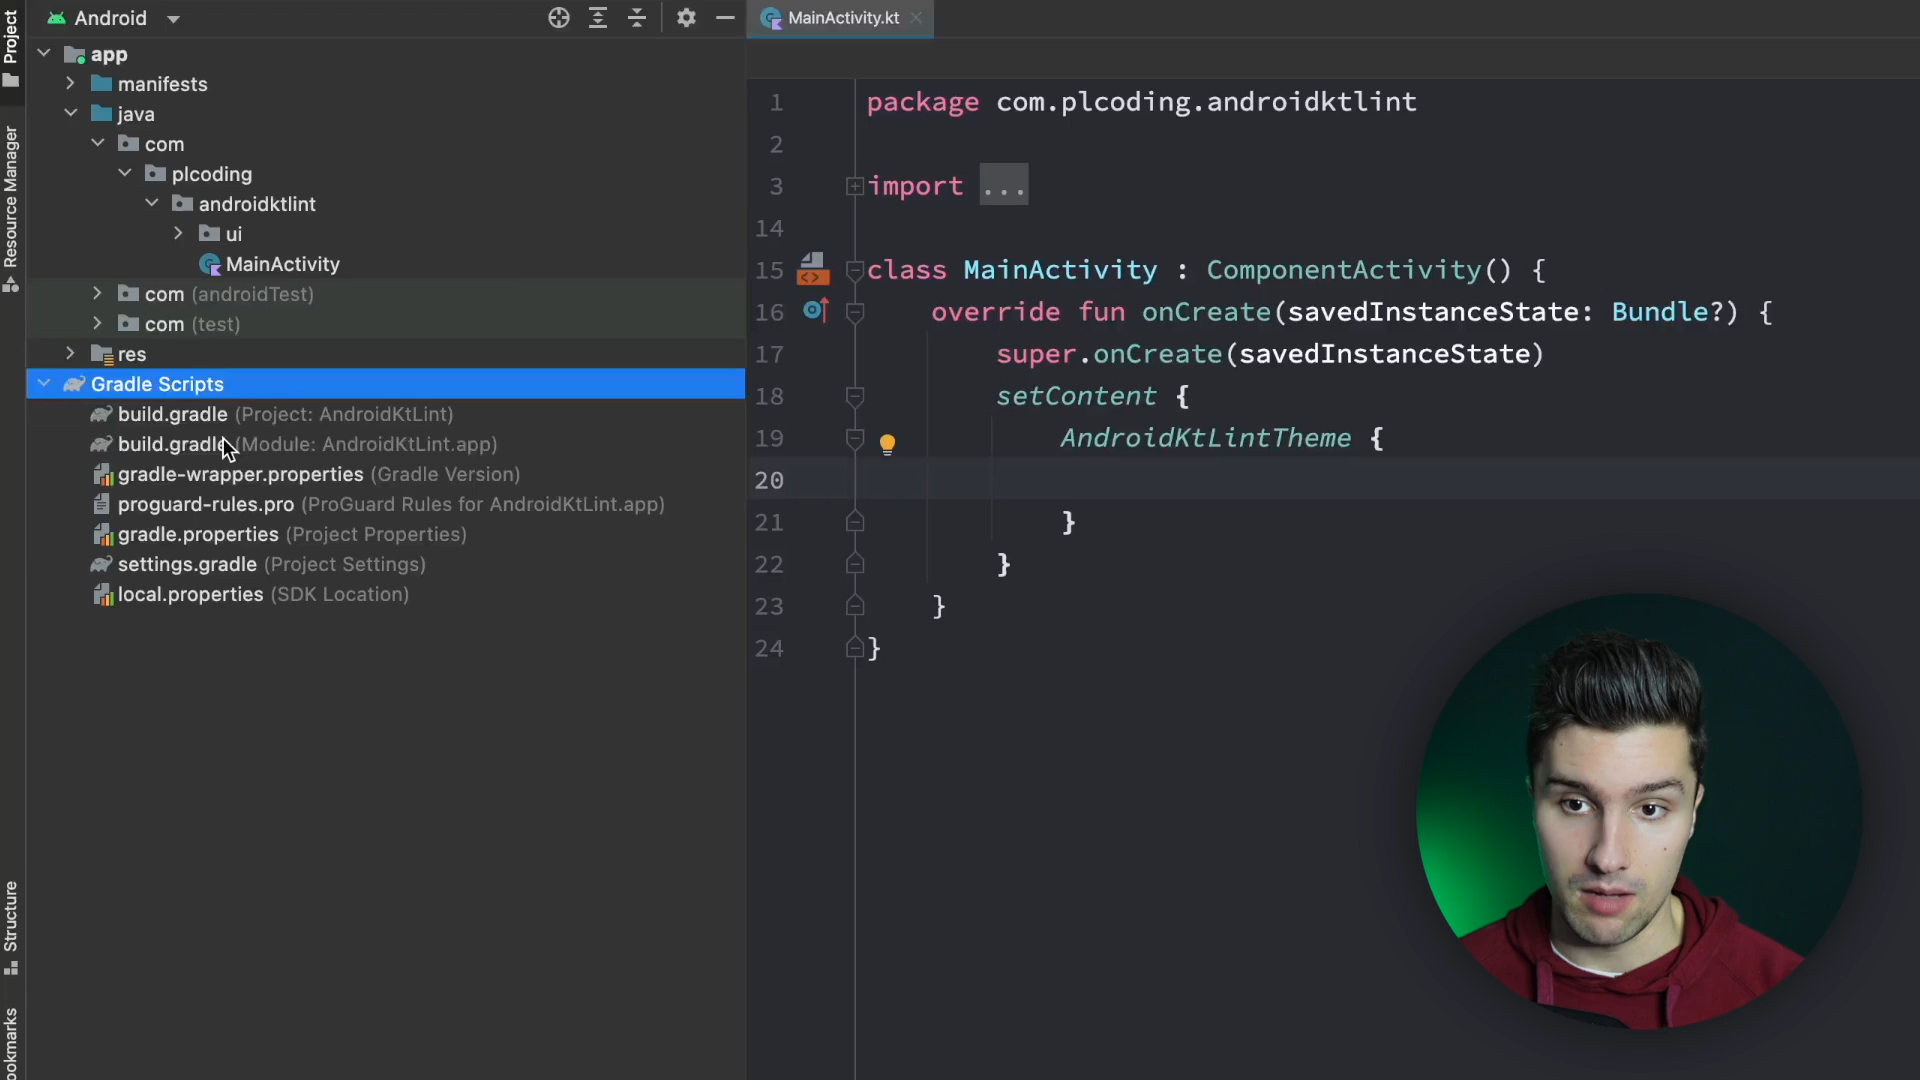 Project
Resource Manager
Structure
Android
app
manifests
java
com
plcoding
androidktlint
ui
MainActivity
com (androidTest)
com (test)
res
Gradle Scripts
build.gradle (Project: AndroidKtLint)
build.gradle (Module: AndroidKtLint.app)
gradle-wrapper.properties (Gradle Version)
proguard-rules.pro (ProGuard Rules for AndroidKtLint.app)
gradle.properties (Project Properties)
settings.gradle (Project Settings)
local.properties (SDK Location)
MainActivity.kt
1 package com.plcoding.androidktlint
2
3 import ...
14
15 class MainActivity : ComponentActivity() {
16 override fun onCreate(savedInstanceState: Bundle?) {
17 super.onCreate(savedInstanceState)
18 setContent {
19 AndroidKtLintTheme {
20
21 }
22 }
23 }
24 }